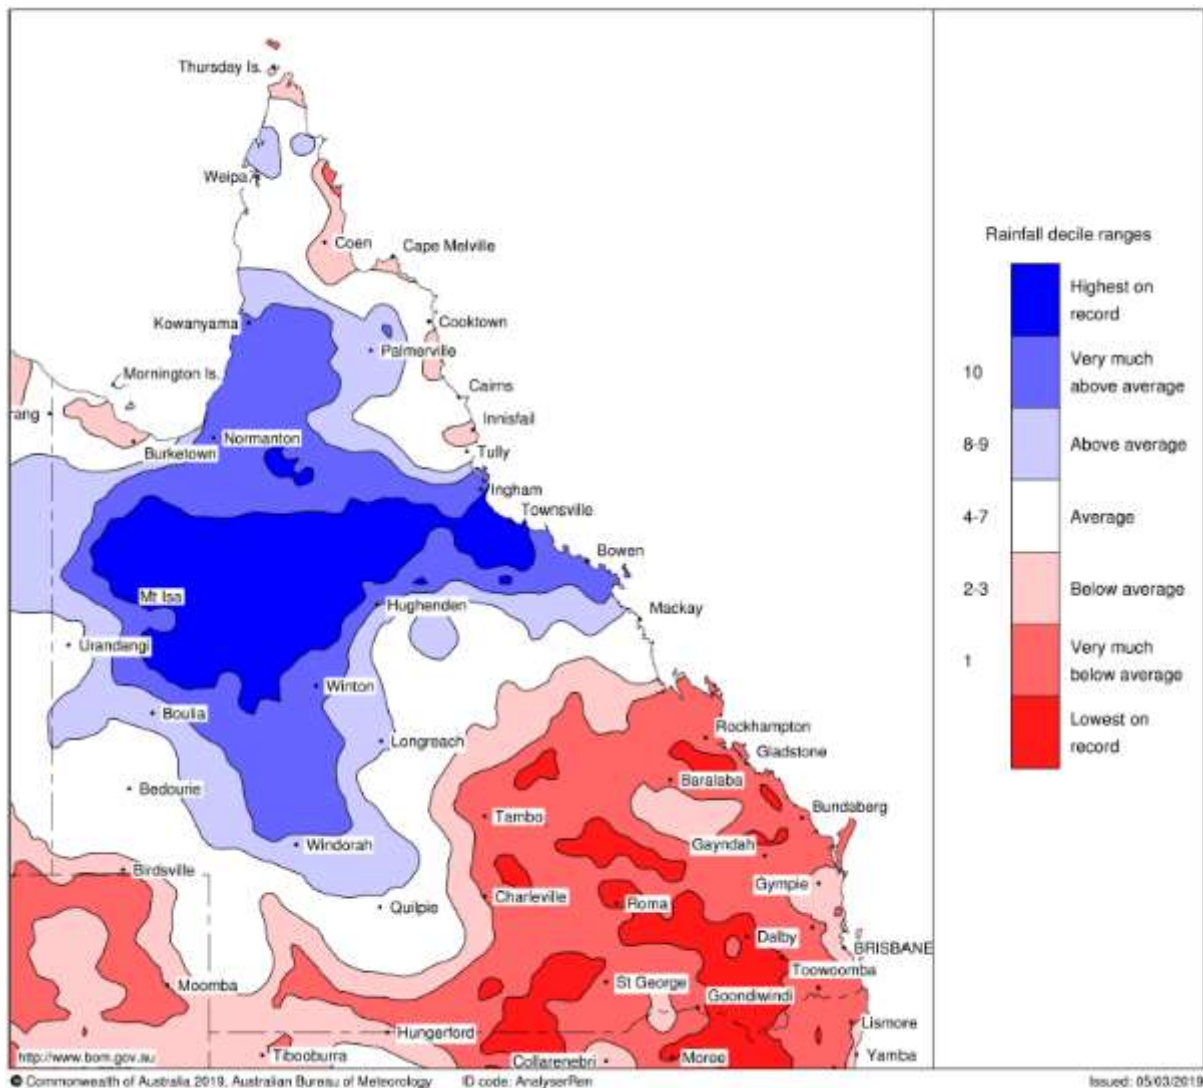 Thursday Is.
Weipa
Coen
Cape Melville
Kowanyama
Cooktown
Palmerville
Mornington Is.
Cairns
rang
Innisfail
Normanton
Burketown
Tully
Ingham
Townsville
Bowen
Mt Isa
Hughenden
Mackay
Urandangi
Winton
Boulia
Rockhampton
Longreach
Gladstone
Baralaba
Bedourie
Bundaberg
Tambo
Windorah
Gayndah
Birdsville
Gympie
Charleville
Roma
Quilpie
Dalby
BRISBANE
Toowoomba
Moomba
St George
Goondiwindi
Hungerford
Lismore
http://www.bom.gov.au
Tibooburra
Collarenebri
Moree
Yamba
Rainfall decile ranges
Highest on
record
10
Very much
above average
8-9
Above average
4-7
Average
2-3
Below average
1
Very much
below average
Lowest on
record
© Commonwealth of Australia 2019, Australian Bureau of Meteorology ID code: AnalyserRen Issued: 05/03/2019